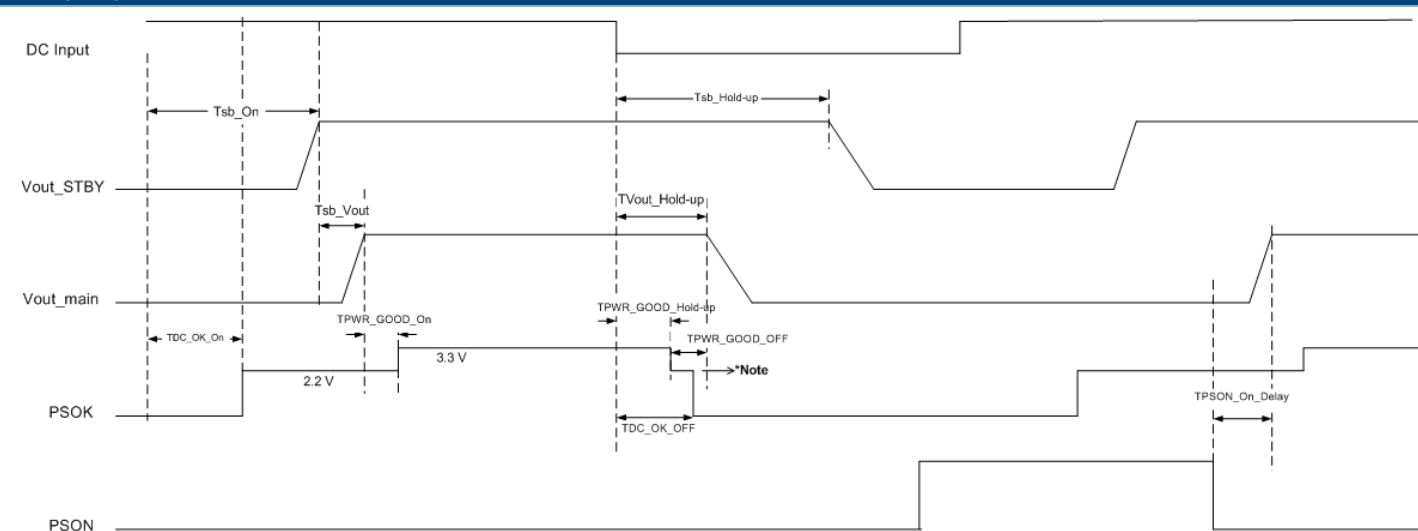 DC Input
Tsb_On
Tsb_Hold-up
Vout_STBY
Tsb_Vout
TVout_Hold-up
Vout_main
TPWR_GOOD_On
TPWR_GOOD_Hold-up
TDC_OK_On
TPWR_GOOD_OFF
2.2 V
3.3 V
*Note
PSOK
TDC_OK_OFF
TPSON_On_Delay
PSON